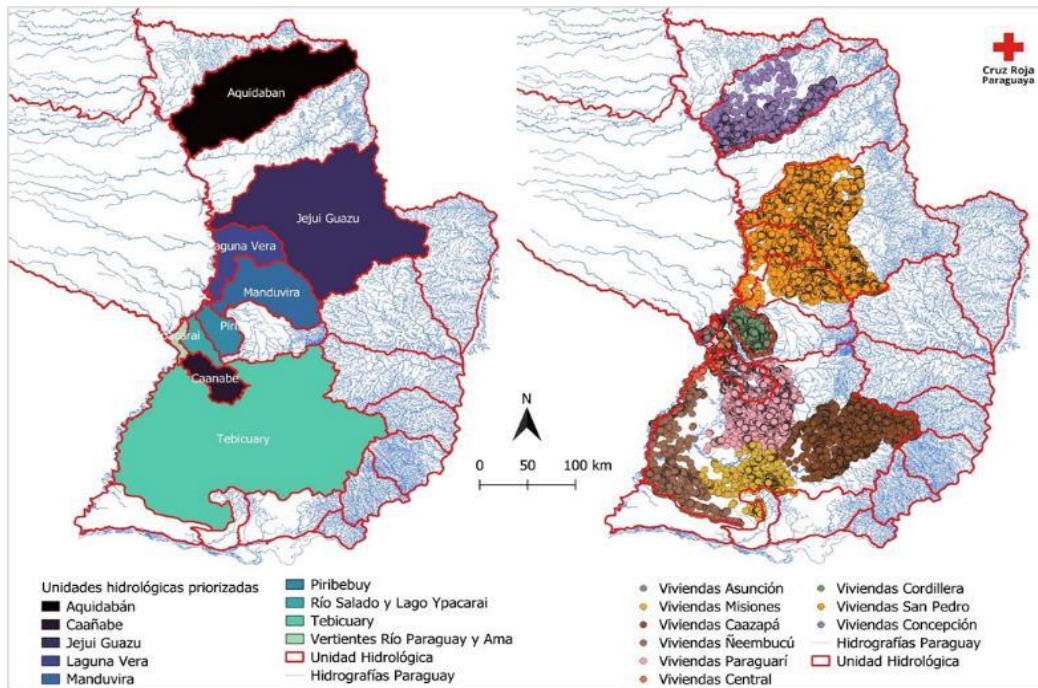 Cruz Roja
Paraguaya
Aquidaban
Jejui Guazu
aguna Vera
Manduvira
Piri
acarai
Caanabe
Tebicuary
N
0 50 100 km
Unidades hidrológicas priorizadas
Aquidabán
Caañabe
Jejui Guazu
Laguna Vera
Manduvira
Piribebuy
Río Salado y Lago Ypacarai
Tebicuary
Vertientes Río Paraguay y Ama
Unidad Hidrológica
Hidrografías Paraguay
Viviendas Asunción
Viviendas Misiones
Viviendas Caazapá
Viviendas Ñeembucú
Viviendas Paraguarí
Viviendas Central
Viviendas Cordillera
Viviendas San Pedro
Viviendas Concepción
Hidrografías Paraguay
Unidad Hidrológica